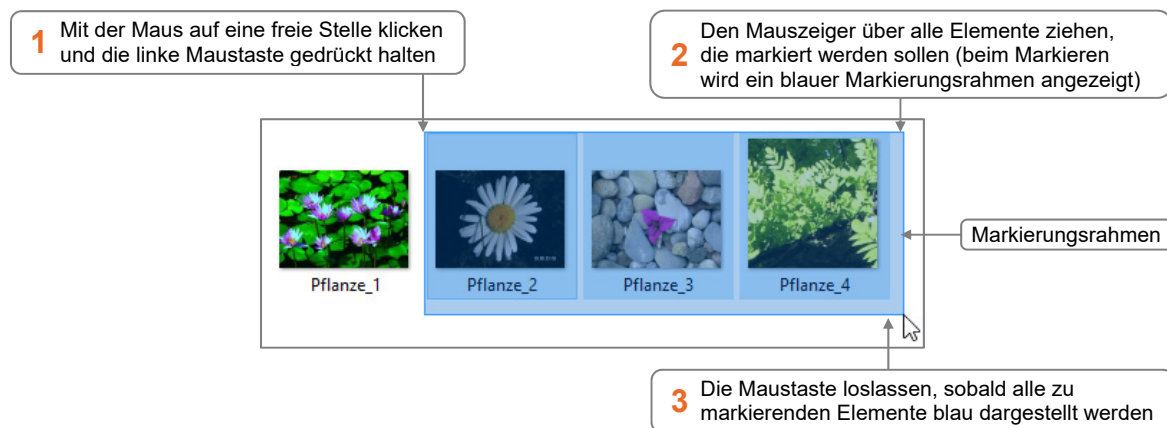 1 Mit der Maus auf eine freie Stelle klicken
und die linke Maustaste gedrückt halten
2 Den Mauszeiger über alle Elemente ziehen,
die markiert werden sollen (beim Markieren
wird ein blauer Markierungsrahmen angezeigt)
Pflanze_1
Pflanze_2
Pflanze_3
Pflanze_4
Markierungsrahmen
3 Die Maustaste loslassen, sobald alle zu
markierenden Elemente blau dargestellt werden